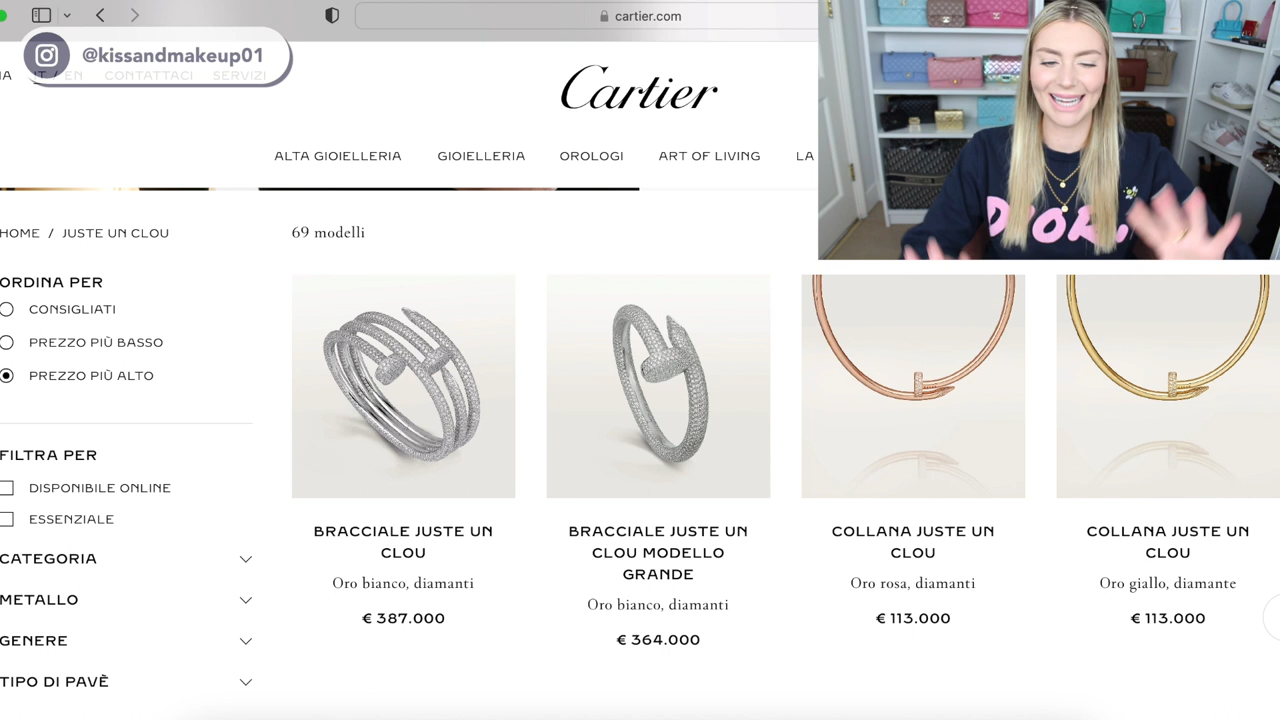 cartier.com
@kissandmakeup01
IA IT / EN CONTATTACI SERVIZI
Cartier
ALTA GIOIELLERIA GIOIELLERIA OROLOGI ART OF LIVING LA
HOME / JUSTE UN CLOU
69 modelli
ORDINA PER
CONSIGLIATI
PREZZO PIÙ BASSO
PREZZO PIÙ ALTO
FILTRA PER
DISPONIBILE ONLINE
ESSENZIALE
CATEGORIA
METALLO
GENERE
TIPO DI PAVÈ
BRACCIALE JUSTE UN
CLOU
Oro bianco, diamanti
€ 387.000
BRACCIALE JUSTE UN
CLOU MODELLO
GRANDE
Oro bianco, diamanti
€ 364.000
COLLANA JUSTE UN
CLOU
Oro rosa, diamanti
€ 113.000
COLLANA JUSTE UN
CLOU
Oro giallo, diamante
€ 113.000
DIOR